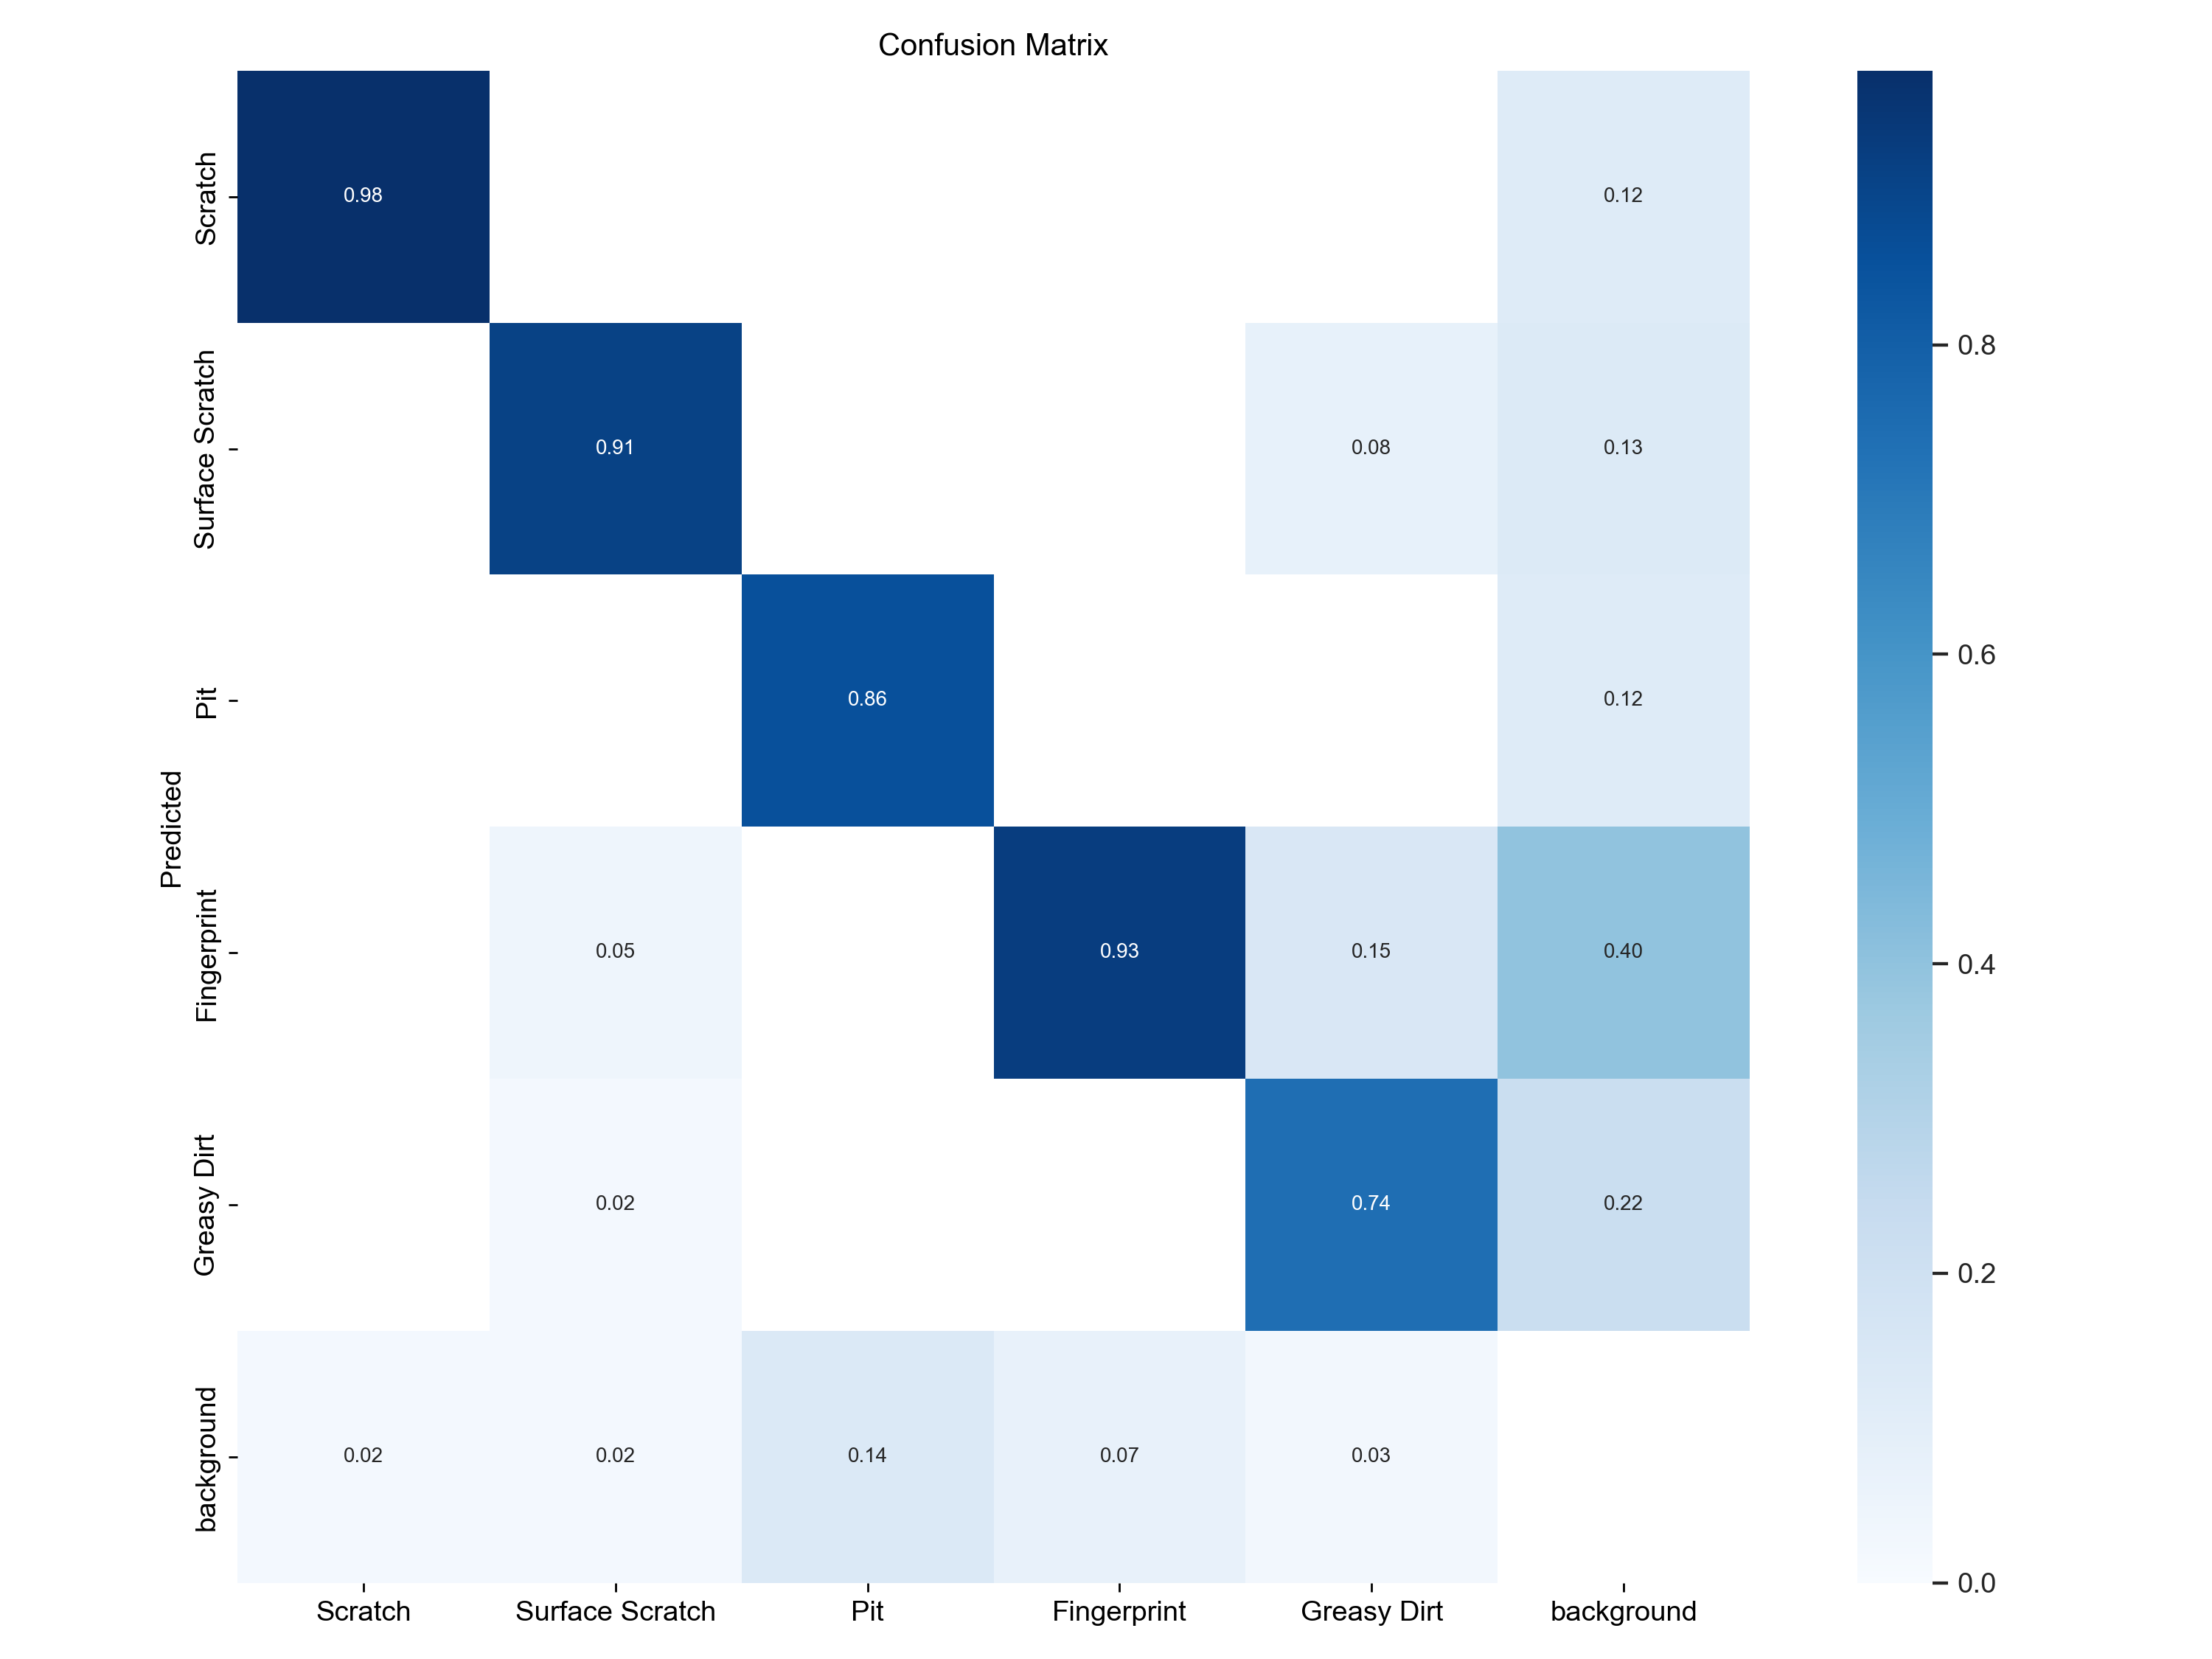 Confusion Matrix
Predicted
Scratch
0.98
0.12
Surface Scratch
0.91
0.08
0.13
Pit
0.86
0.12
Fingerprint
0.05
0.93
0.15
0.40
Greasy Dirt
0.02
0.74
0.22
background
0.02
0.02
0.14
0.07
0.03
Scratch
Surface Scratch
Pit
Fingerprint
Greasy Dirt
background
0.8
0.6
0.4
0.2
0.0